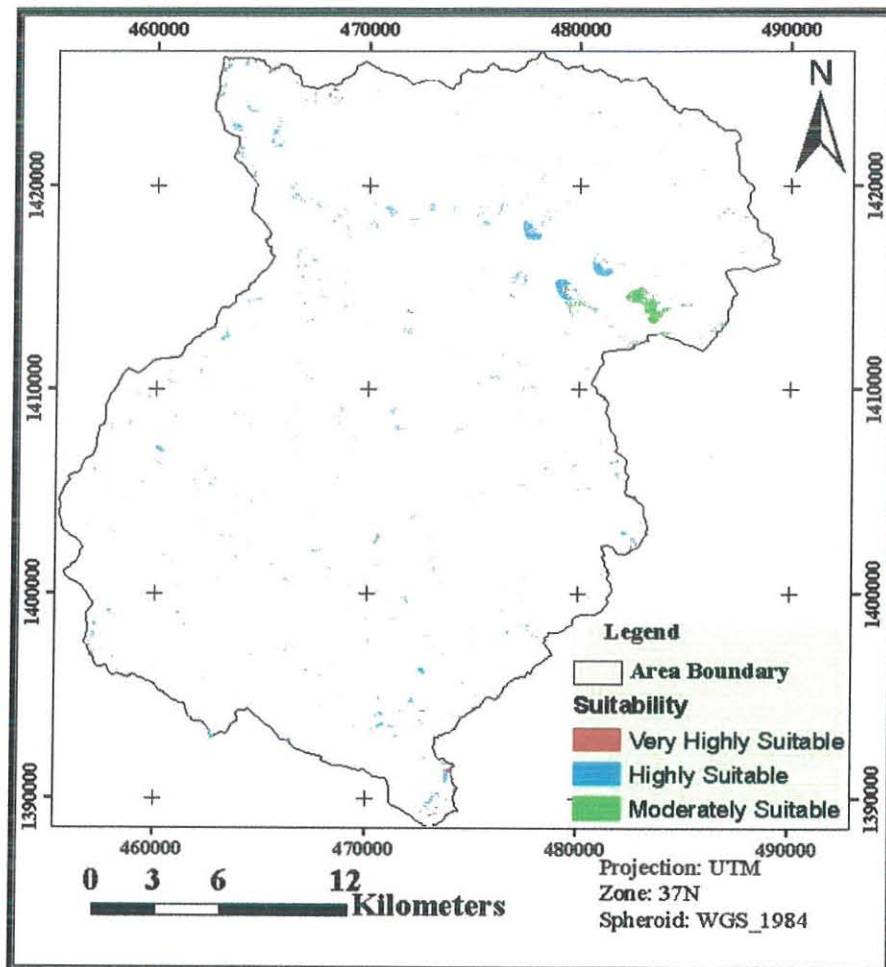 460000 470000 480000 490000
N
1420000 1420000
1410000 1410000
1400000 1400000
Legend
Area Boundary
Suitability
Very Highly Suitable
Highly Suitable
Moderately Suitable
1390000 1390000
460000 470000 480000 490000
0 3 6 12
Kilometers
Projection: UTM
Zone: 37N
Spheroid: WGS_1984